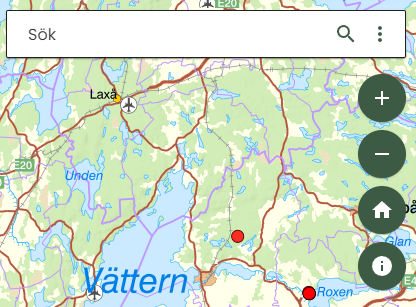 E20
Sök
Laxå
E20
Unden
Glan
Vättern
Roxen